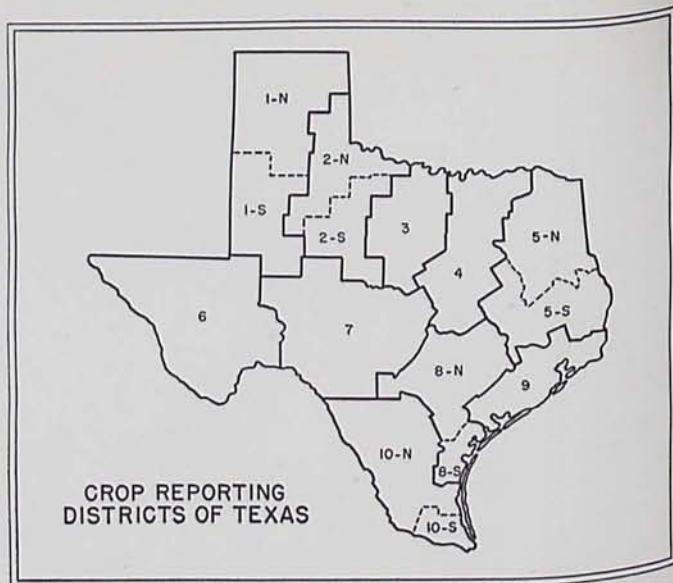 1-N
2-N
1-S
2-S
3
4
5-N
5-S
6
7
8-N
9
10-N
8-S
10-S
CROP REPORTING
DISTRICTS OF TEXAS